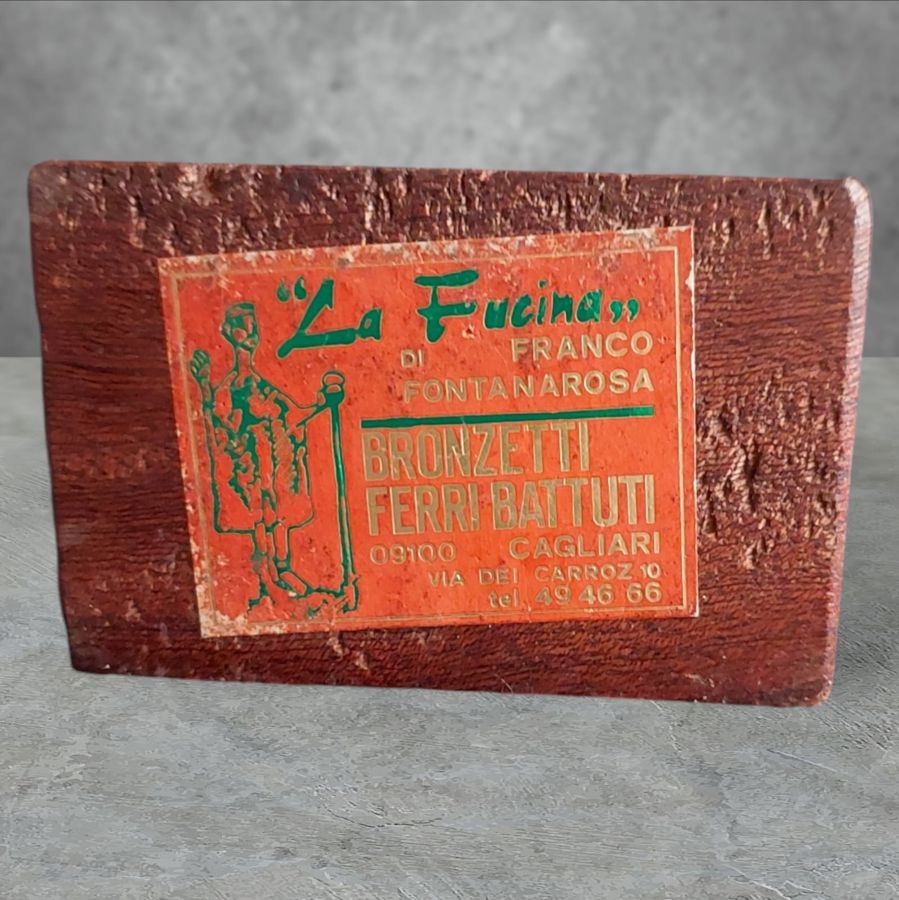 “La Fucina„
DI FRANCO
FONTANAROSA
BRONZETTI
FERRI BATTUTI
09100 CAGLIARI
VIA DEI CARROZ 10
tel. 49 46 66